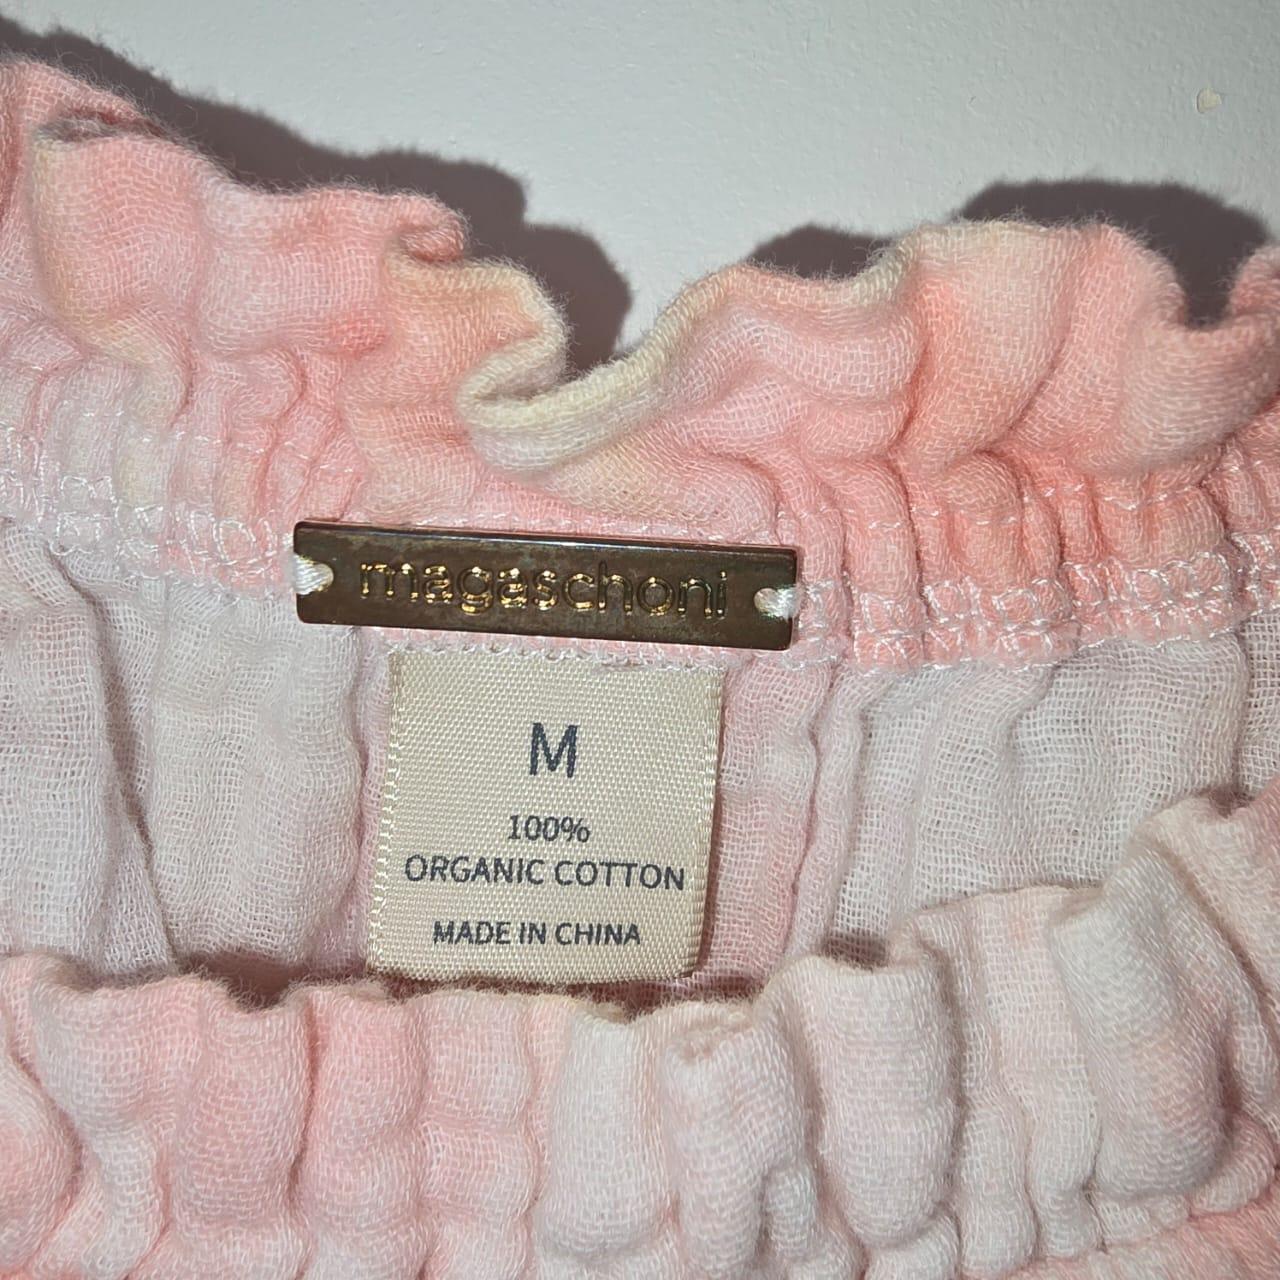 magaschoni
M
100%
ORGANIC COTTON
MADE IN CHINA